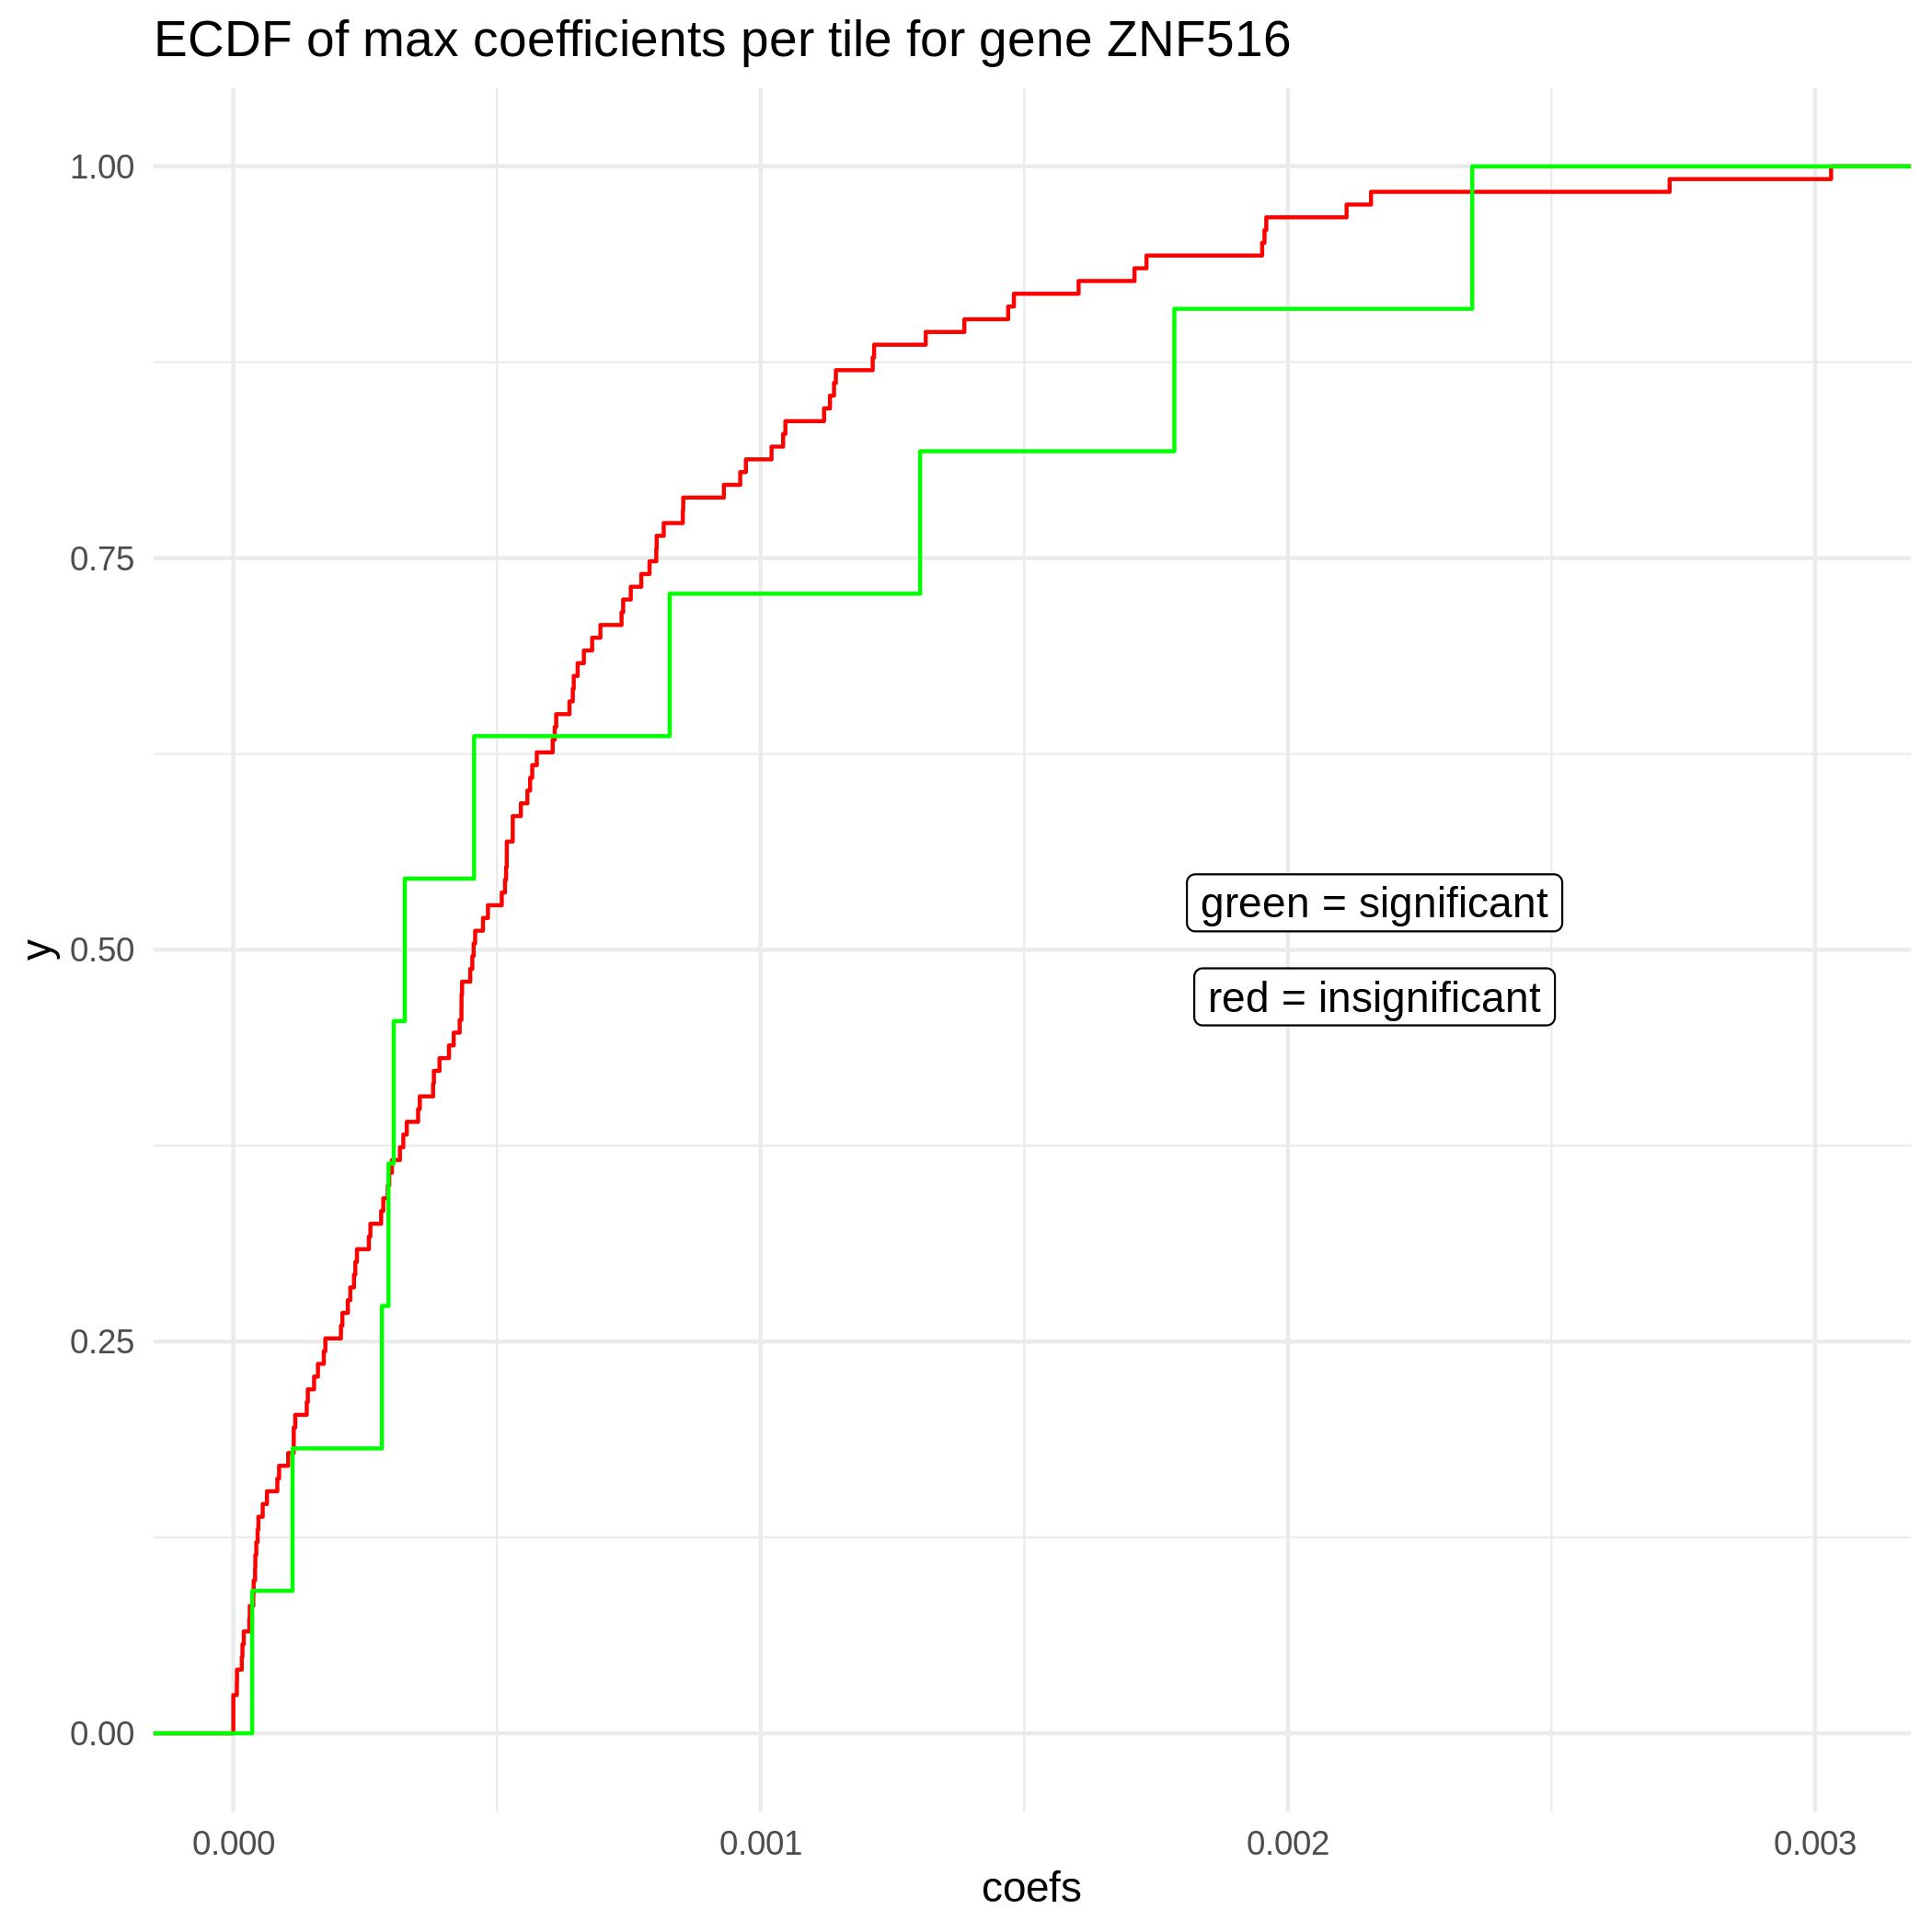 ECDF of max coefficients per tile for gene ZNF516
1.00
0.75
0.50
0.25
0.00
y
green = significant
red = insignificant
0.000
0.001
0.002
0.003
coefs